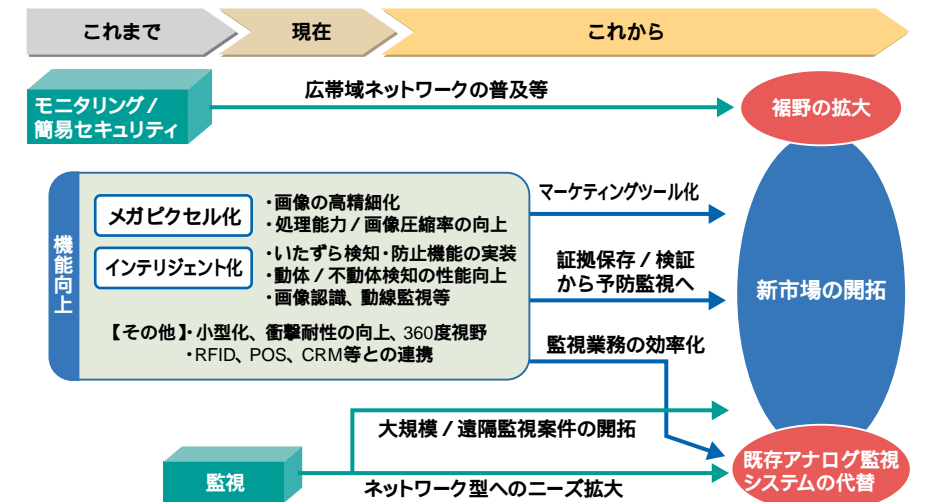 これまで
現在
これから
モニタリング/
簡易セキュリティ
広帯域ネットワークの普及等
裾野の拡大
機能向上
メガピクセル化
・画像の高精細化
・処理能力/画像圧縮率の向上
インテリジェント化
・いたずら検知・防止機能の実装
・動体/不動体検知の性能向上
・画像認識、動線監視等
【その他】・小型化、衝撃耐性の向上、360度視野
・RFID、POS、CRM等との連携
マーケティングツール化
証拠保存/検証
から予防監視へ
監視業務の効率化
新市場の開拓
大規模/遠隔監視案件の開拓
監視
ネットワーク型へのニーズ拡大
既存アナログ監視
システムの代替